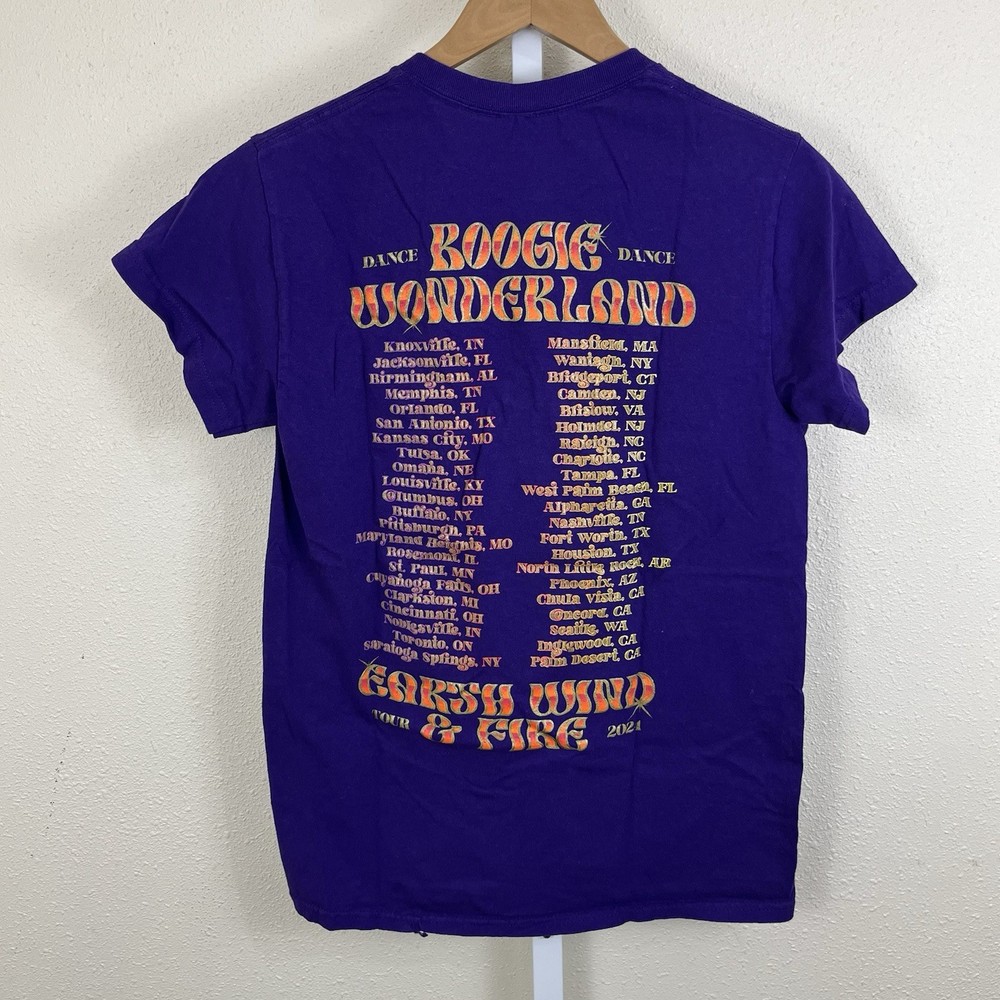 DANCE BOOGIE DANCE
WONDERLAND
Knoxville, TN
Jacksonville, FL
Birmingham, AL
Memphis, TN
Orlando, FL
San Antonio, TX
Kansas City, MO
Tulsa, OK
Omaha, NE
Louisville, KY
Columbus, OH
Buffalo, NY
Pittsburgh, PA
Maryland Heights, MO
Rosemont, IL
St. Paul, MN
Cuyahoga Falls, OH
Clarkston, MI
Cincinnati, OH
Noblesville, IN
Toronto, ON
Saratoga Springs, NY
Mansfield, MA
Wantagh, NY
Bridgeport, CT
Camden, NJ
Bristow, VA
Holmdel, NJ
Raleigh, NC
Charlotte, NC
Tampa, FL
West Palm Beach, FL
Alpharetta, GA
Nashville, TN
Fort Worth, TX
Houston, TX
North Little Rock, AR
Phoenix, AZ
Chula Vista, CA
Concord, CA
Seattle, WA
Inglewood, CA
Palm Desert, CA
EARTH WIND
TOUR & FIRE 2024